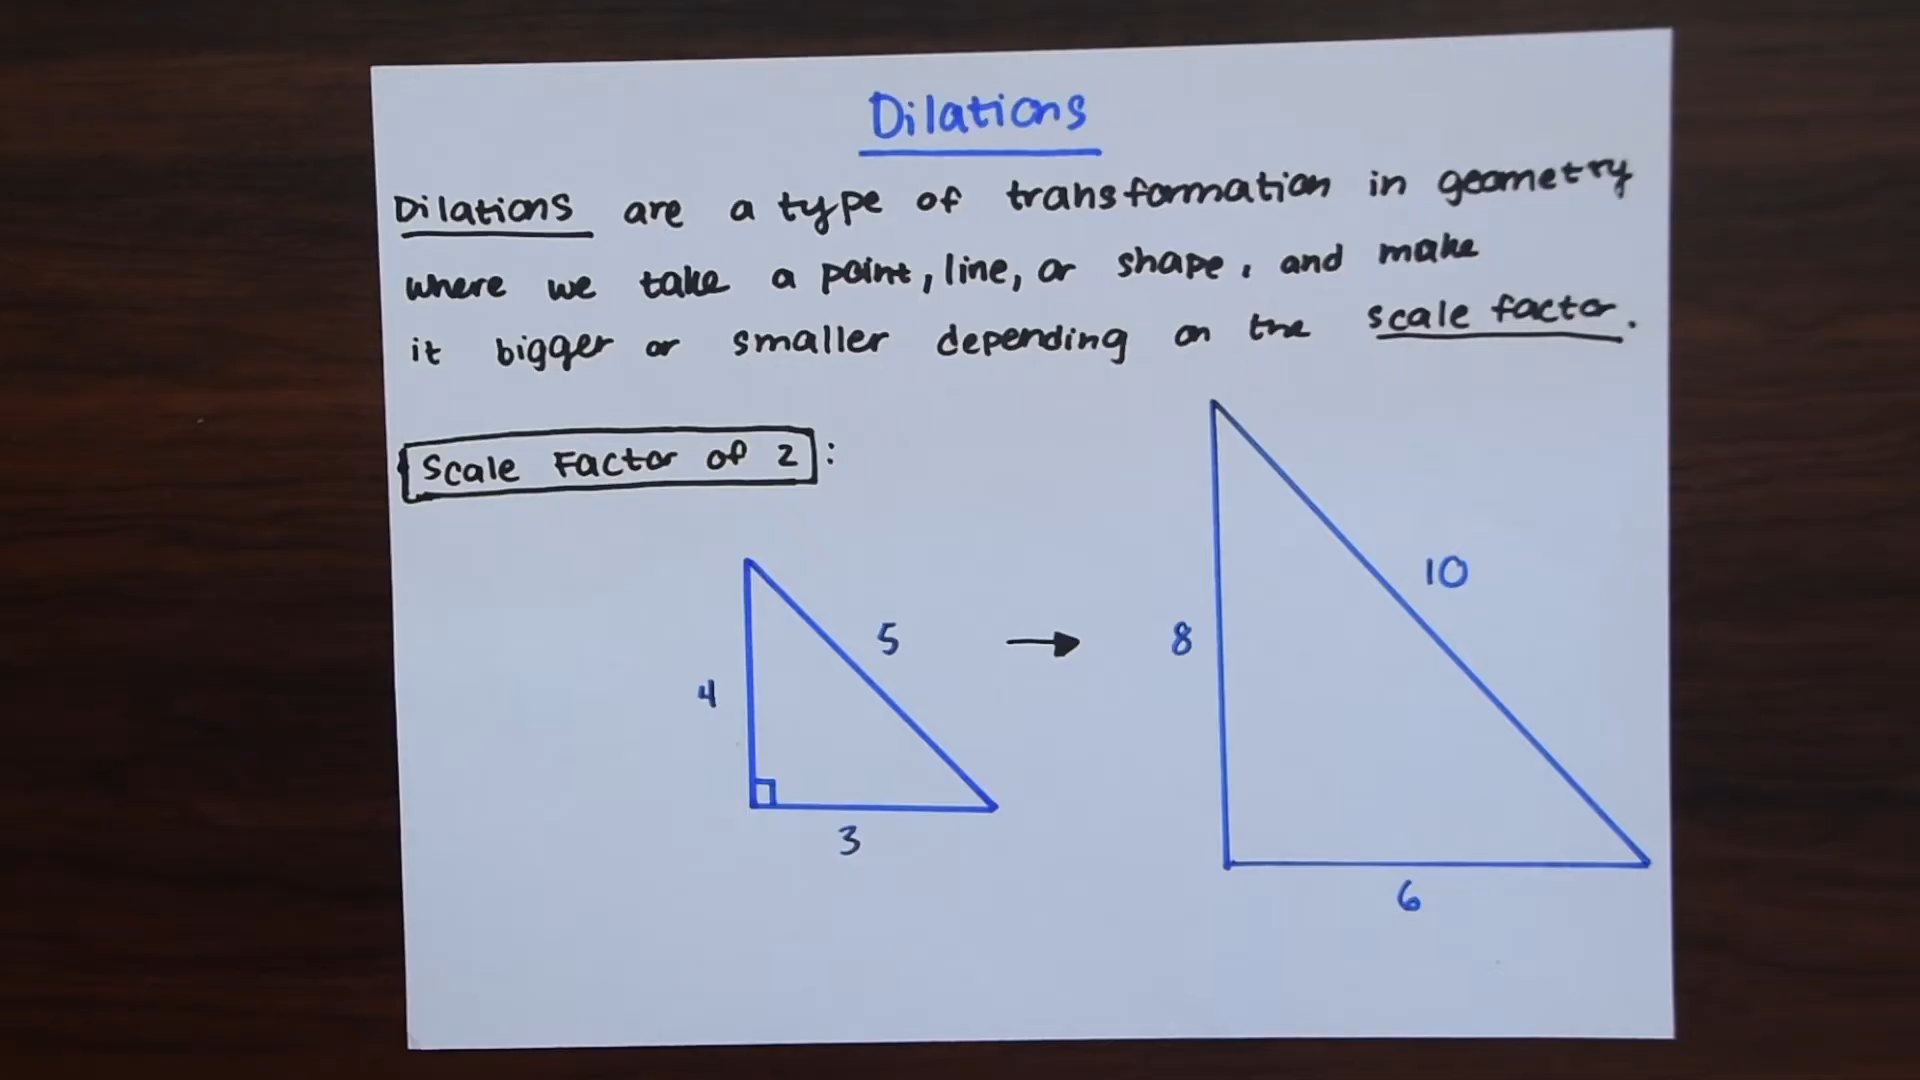 Dilations
Dilations are a type of transformation in geometry
where we take a point, line, or shape, and make
it bigger or smaller depending on the scale factor.
Scale Factor of 2:
10
5
8
4
3
6